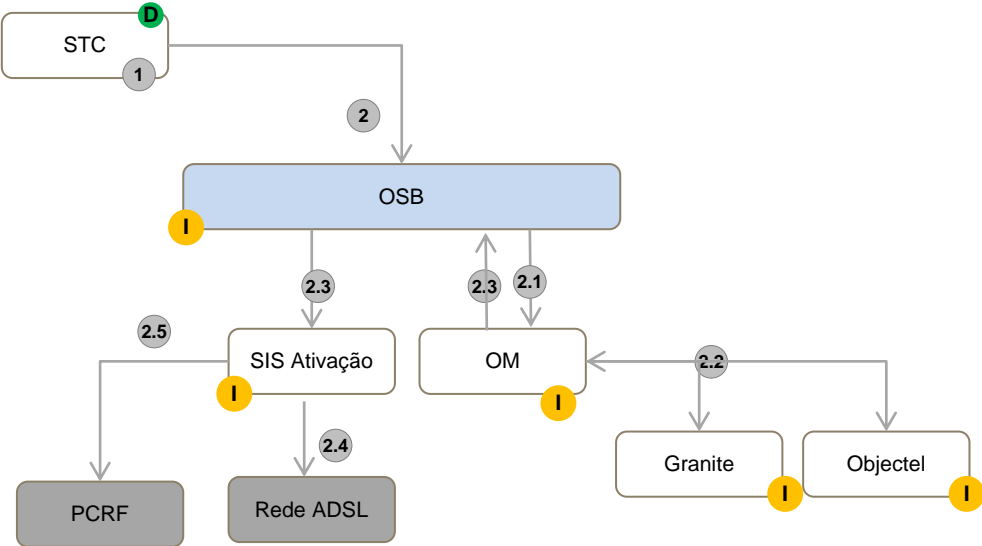 D
STC
1
2
OSB
I
2.3
2.3
2.1
2.5
SIS Ativação
OM
2.2
I
I
2.4
Granite
Objectel
I
I
PCRF
Rede ADSL